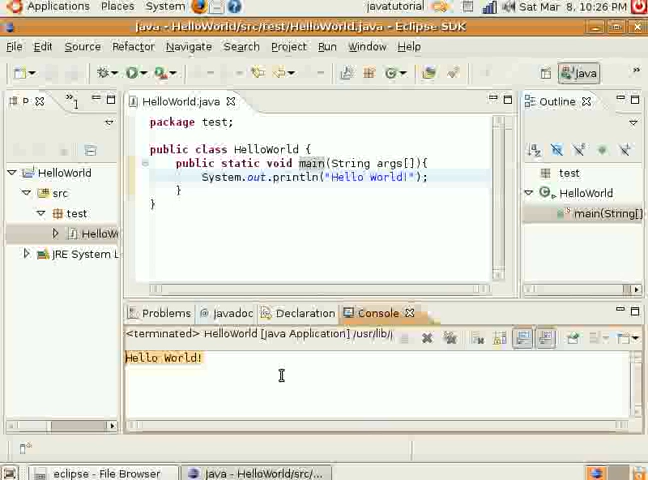 Applications Places System javatutorial Sat Mar 8, 10:26 PM
java - HelloWorld/src/test/HelloWorld.java - Eclipse SDK
File Edit Source Refactor Navigate Search Project Run Window Help
Java
P
HelloWorld.java
Outline
package test;
public class HelloWorld {
public static void main(String args[]){
System.out.println("Hello World!");
}
}
HelloWorld
src
test
HelloW
JRE System L
test
HelloWorld
main(String[]
Problems Javadoc Declaration Console
<terminated> HelloWorld [Java Application] /usr/lib/j
Hello World!
eclipse - File Browser
java - HelloWorld/src/...